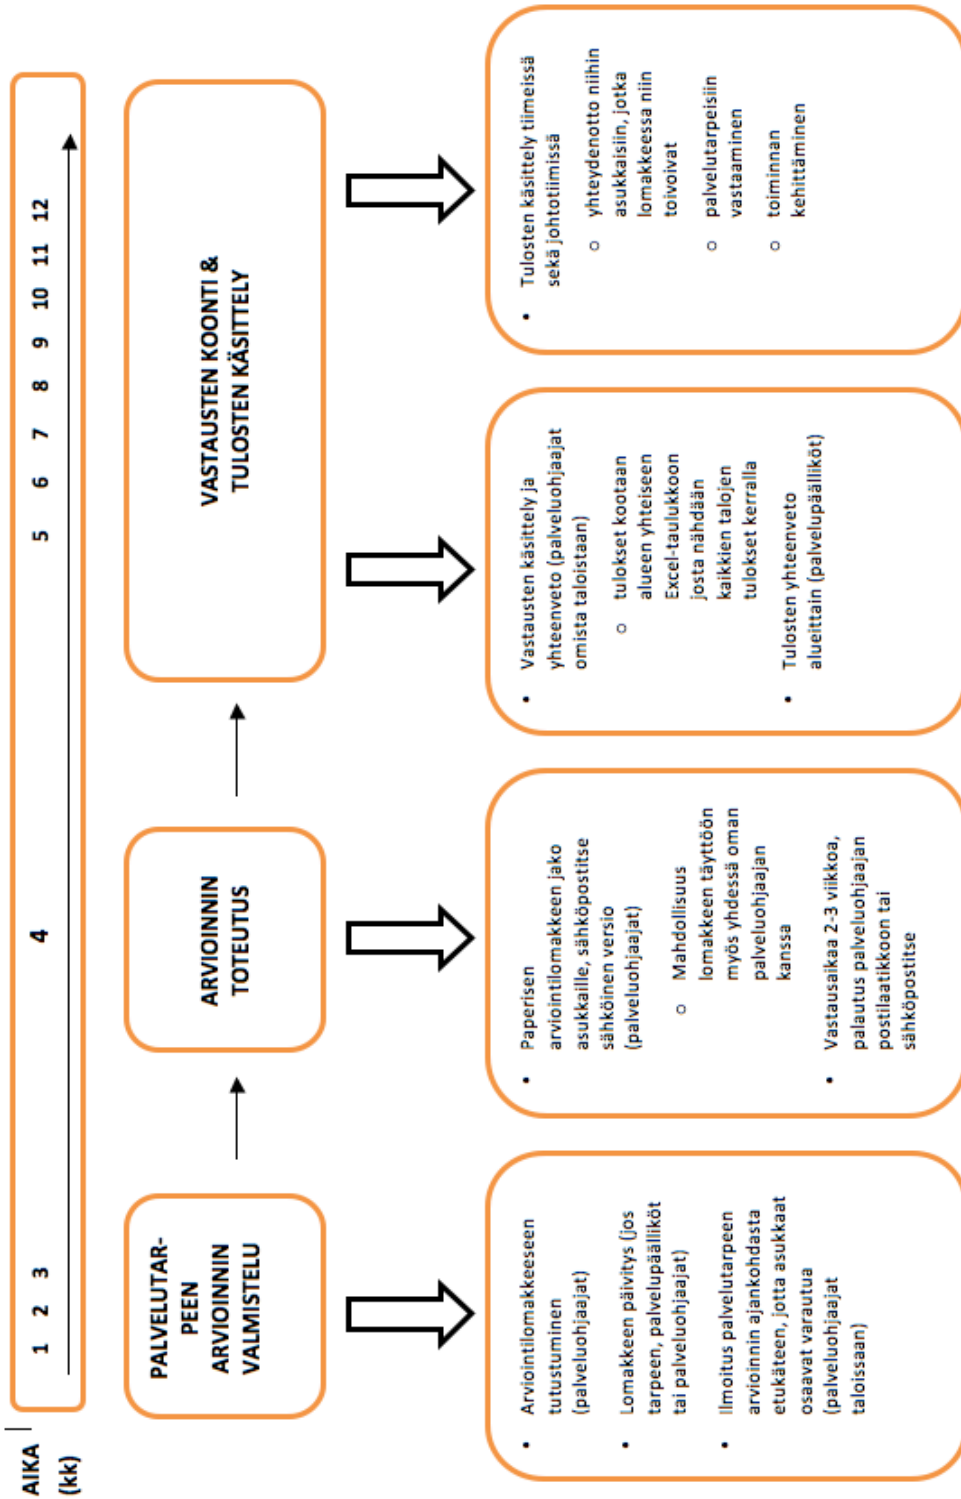 AIKA
(kk)
1 2 3 4 5 6 7 8 9 10 11 12
PALVELUTAR-
PEEN
ARVIOINNIN
VALMISTELU
ARVIOINNIN
TOTEUTUS
VASTAUSTEN KOONTI &
TULOSTEN KÄSITTELY
• Arviointilomakkeeseen
tutustuminen
(palveluohjaajat)
• Lomakkeen päivitys (jos
tarpeen, palvelupäälliköt
tai palveluohjaajat)
• Ilmoitus palvelutarpeen
arvioinnin ajankohdasta
etukäteen, jotta asukkaat
osaavat varautua
(palveluohjaajat
taloissaan)
• Paperisen
arviointilomakkeen jako
asukkaille, sähköpostitse
sähköinen versio
(palveluohjaajat)
o Mahdollisuus
lomakkeen täyttöön
myös yhdessä oman
palveluohjaajan
kanssa
• Vastausaikaa 2-3 viikkoa,
palautus palveluohjaajan
postilaatikkoon tai
sähköpostitse
• Vastausten käsittely ja
yhteenveto (palveluohjaajat
omista taloistaan)
o tulokset kootaan
alueen yhteiseen
Excel-taulukkoon
josta nähdään
kaikkien talojen
tulokset kerralla
• Tulosten yhteenveto
alueittain (palvelupäälliköt)
• Tulosten käsittely tiimeissä
sekä johtotiimissä
o yhteydenotto niihin
asukkaisiin, jotka
lomakkeessa niin
toivoivat
o palvelutarpeisiin
vastaaminen
o toiminnan
kehittäminen